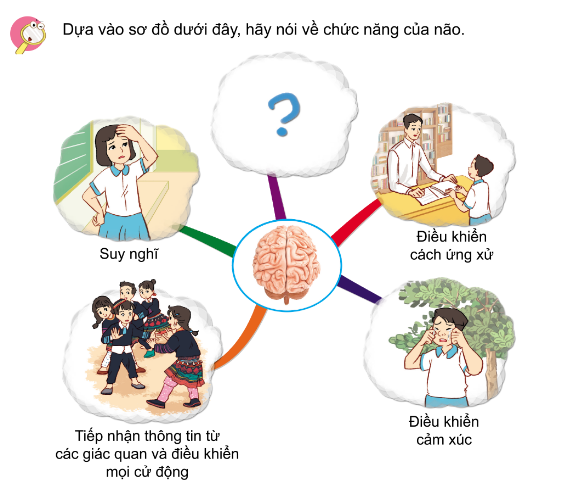 Dựa vào sơ đồ dưới đây, hãy nói về chức năng của não.
?
Suy nghĩ
Điều khiển
cách ứng xử
Tiếp nhận thông tin từ
các giác quan và điều khiển
mọi cử động
Điều khiển
cảm xúc